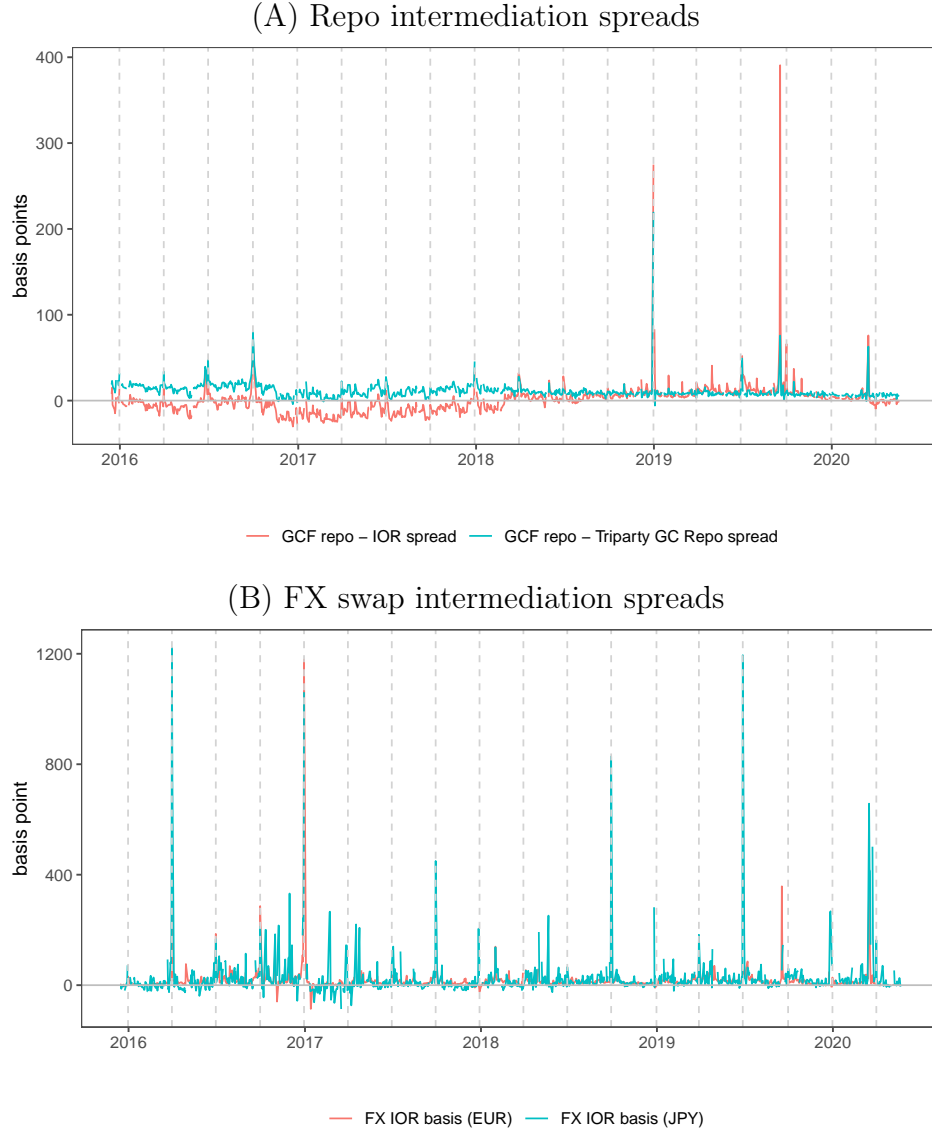 (A) Repo intermediation spreads
400
300
200
100
0
basis points
2016 2017 2018 2019 2020
GCF repo − IOR spread GCF repo − Triparty GC Repo spread
(B) FX swap intermediation spreads
1200
800
400
0
basis point
2016 2017 2018 2019 2020
FX IOR basis (EUR) FX IOR basis (JPY)